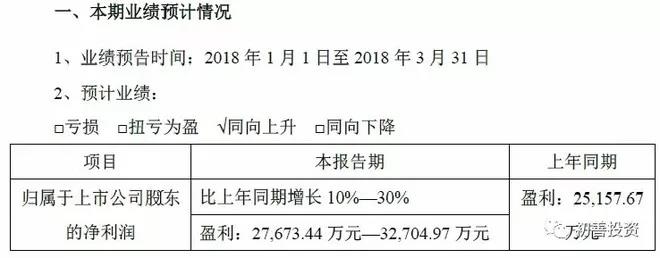 一、本期业绩预计情况
1、业绩预告时间：2018 年 1 月 1 日至 2018 年 3 月 31 日
2、预计业绩：
□亏损 □扭亏为盈 √同向上升 □同向下降
项目 本报告期 上年同期
归属于上市公司股东的净利润
比上年同期增长 10%—30%
盈利：27,673.44 万元—32,704.97 万元
盈利：25,157.67
万元
初善投资